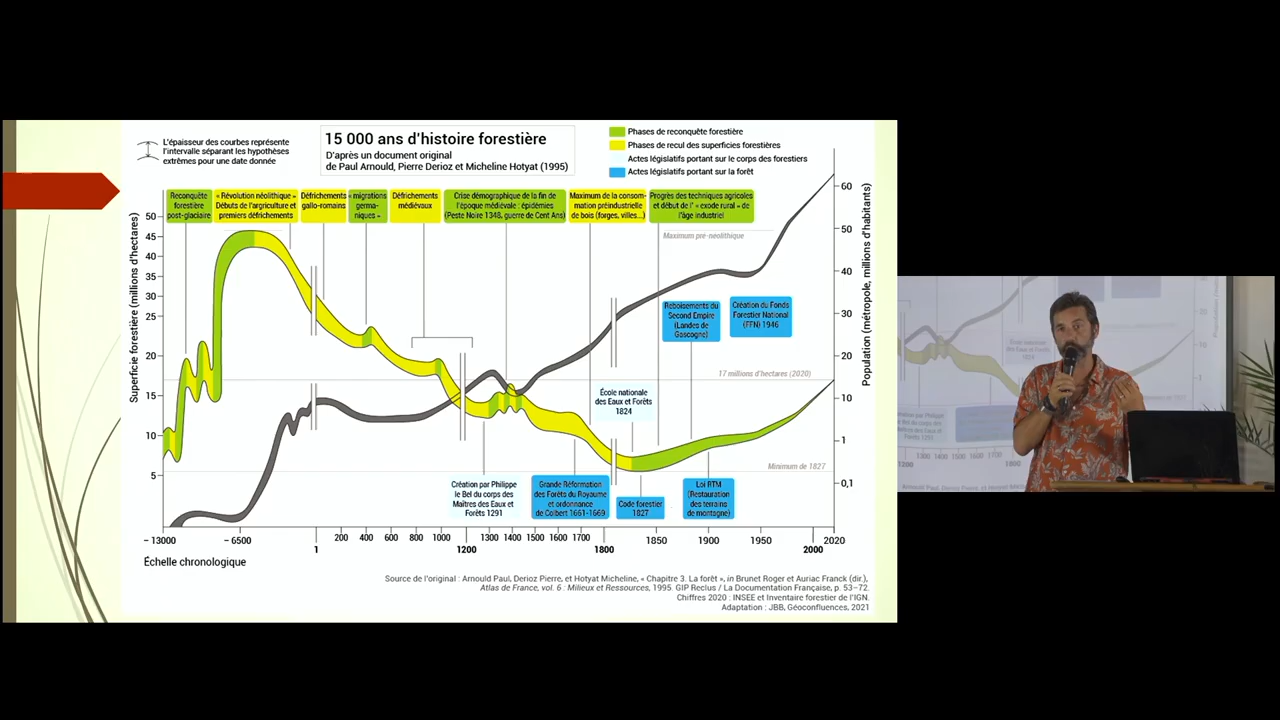 L'épaisseur des courbes représente
l'intervalle séparant les hypothèses
extrêmes pour une date donnée
15 000 ans d'histoire forestière
D'après un document original
de Paul Arnould, Pierre Derioz et Micheline Hotyat (1995)
Phases de reconquête forestière
Phases de recul des superficies forestières
Actes législatifs portant sur le corps des forestiers
Actes législatifs portant sur la forêt
Reconquête
forestière
post-glaciaire
« Révolution néolithique »
Débuts de l'argriculture et
premiers défrichements
Défrichements
gallo-romains
« migrations
germa-
niques »
Défrichements
médiévaux
Crise démographique de la fin de
l'époque médiévale : épidémies
(Peste Noire 1348, guerre de Cent Ans)
Maximum de la consom-
mation préindustrielle
de bois (forges, villes...)
Progrès des techniques agricoles
et début de l' « exode rural « de
l'âge industriel
Superficie forestière (millions d'hectares)
50
45
40
35
30
25
20
15
10
5
Population (métropole, millions d'habitants)
60
50
40
30
20
10
1
0,1
Maximum pré-néolithique
Reboisements du
Second Empire
(Landes de
Gascogne)
Création du Fonds
Forestier National
(FFN) 1946
17 millions d'hectares (2020)
École nationale
des Eaux et Forêts
1824
Minimum de 1827
Création par Philippe
le Bel du corps des
Maîtres des Eaux et
Forêts 1291
Grande Réformation
des Forêts du Royaume
et ordonnance
de Colbert 1661-1669
Code forestier
1827
Loi RTM
(Restauration
des terrains
de montagne)
– 13000
– 6500
1
200
400
600
800
1000
1200
1300
1400
1500
1600
1700
1800
1850
1900
1950
2000
2020
Échelle chronologique
Source de l'original : Arnould Paul, Derioz Pierre, et Hotyat Micheline, « Chapitre 3. La forêt », in Brunet Roger et Auriac Franck (dir.),
Atlas de France, vol. 6 : Milieux et Ressources, 1995. GIP Reclus / La Documentation Française, p. 53–72.
Chiffres 2020 : INSEE et Inventaire forestier de l'IGN.
Adaptation : JBB, Géoconfluences, 2021